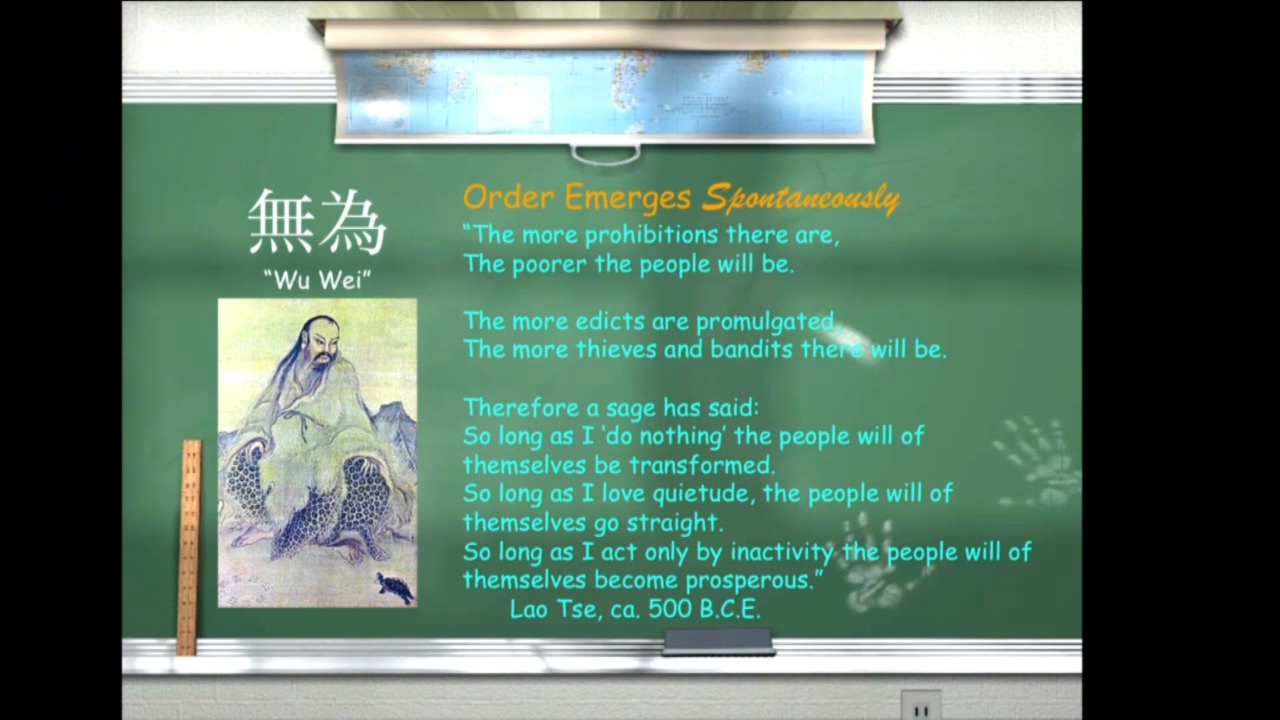 無為
“Wu Wei”
Order Emerges Spontaneously
“The more prohibitions there are,
The poorer the people will be.
The more edicts are promulgated,
The more thieves and bandits there will be.
Therefore a sage has said:
So long as I ‘do nothing’ the people will of
themselves be transformed.
So long as I love quietude, the people will of
themselves go straight.
So long as I act only by inactivity the people will of
themselves become prosperous.”
Lao Tse, ca. 500 B.C.E.